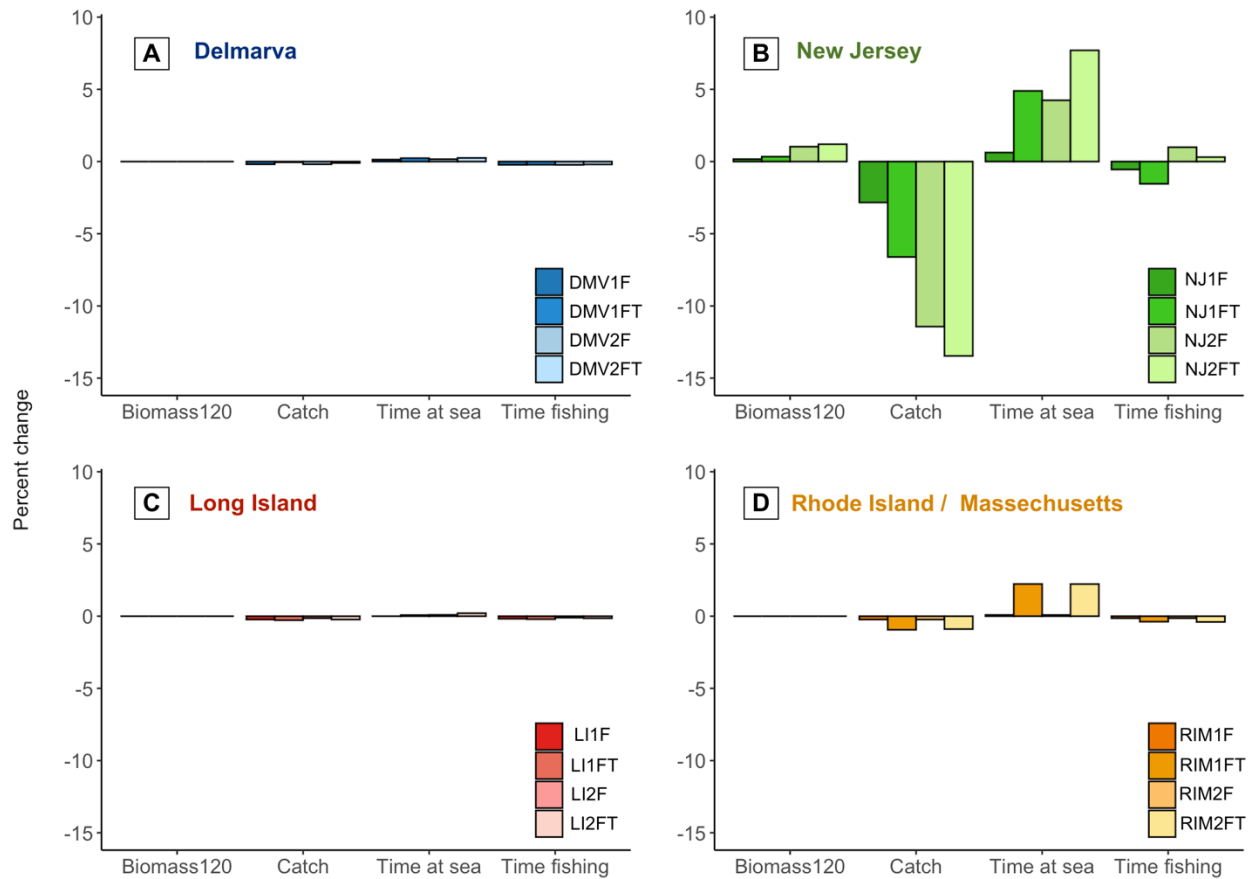 Percent change
A Delmarva
10
5
0
-5
-10
-15
DMV1F
DMV1FT
DMV2F
DMV2FT
Biomass120 Catch Time at sea Time fishing
B New Jersey
10
5
0
-5
-10
-15
NJ1F
NJ1FT
NJ2F
NJ2FT
Biomass120 Catch Time at sea Time fishing
C Long Island
10
5
0
-5
-10
-15
LI1F
LI1FT
LI2F
LI2FT
Biomass120 Catch Time at sea Time fishing
D Rhode Island / Massechusetts
10
5
0
-5
-10
-15
RIM1F
RIM1FT
RIM2F
RIM2FT
Biomass120 Catch Time at sea Time fishing